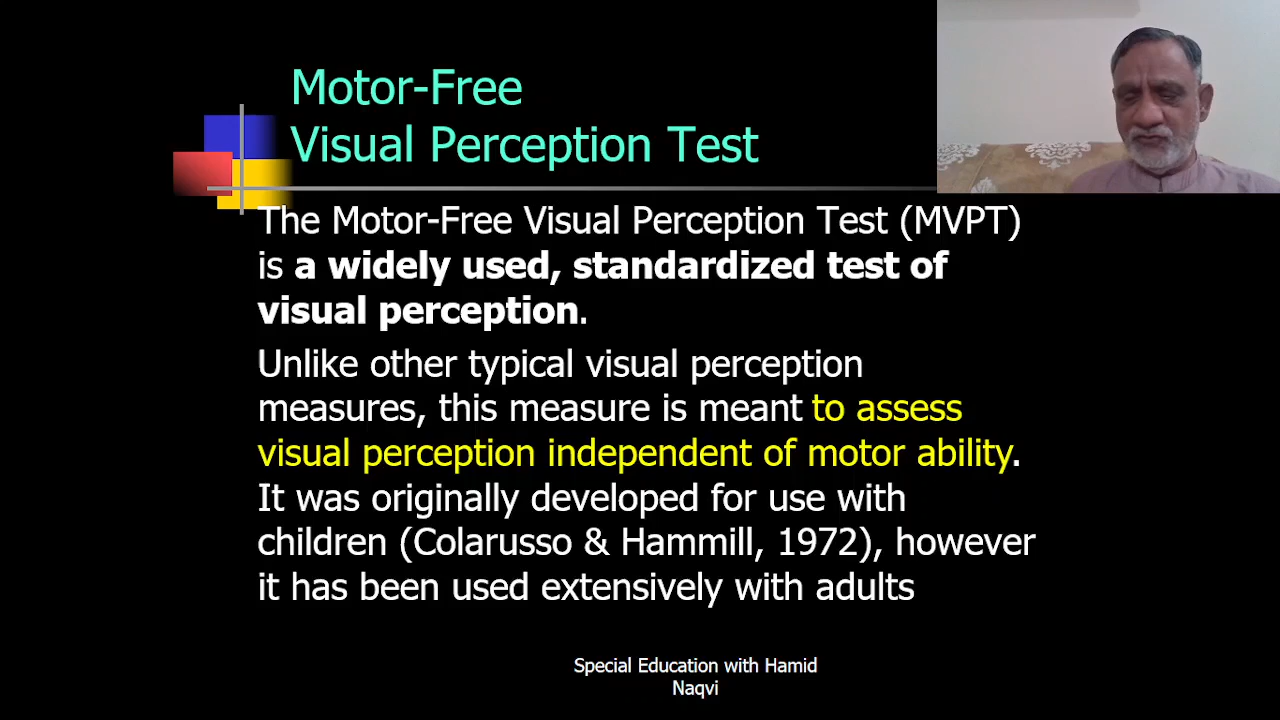 Motor-Free
Visual Perception Test
The Motor-Free Visual Perception Test (MVPT)
is a widely used, standardized test of
visual perception.
Unlike other typical visual perception
measures, this measure is meant to assess
visual perception independent of motor ability.
It was originally developed for use with
children (Colarusso & Hammill, 1972), however
it has been used extensively with adults
Special Education with Hamid
Naqvi